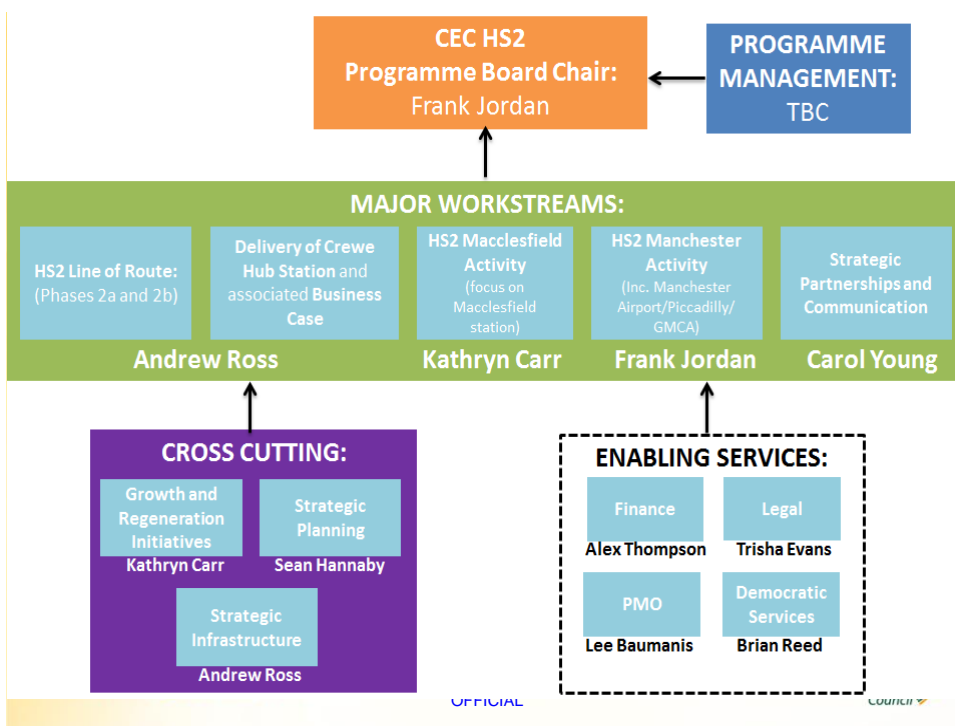 CEC HS2
Programme Board Chair:
Frank Jordan
PROGRAMME
MANAGEMENT:
TBC
MAJOR WORKSTREAMS:
HS2 Line of Route:
(Phases 2a and 2b)
Delivery of Crewe
Hub Station and
associated Business
Case
Andrew Ross
HS2 Macclesfield
Activity
(focus on
Macclesfield
station)
Kathryn Carr
HS2 Manchester
Activity
(Inc. Manchester
Airport/Piccadilly/
GMCA)
Frank Jordan
Strategic
Partnerships and
Communication
Carol Young
CROSS CUTTING:
Growth and
Regeneration
Initiatives
Kathryn Carr
Strategic
Planning
Sean Hannaby
Strategic
Infrastructure
Andrew Ross
ENABLING SERVICES:
Finance
Alex Thompson
Legal
Trisha Evans
PMO
Lee Baumanis
Democratic
Services
Brian Reed
OFFICIAL
Council